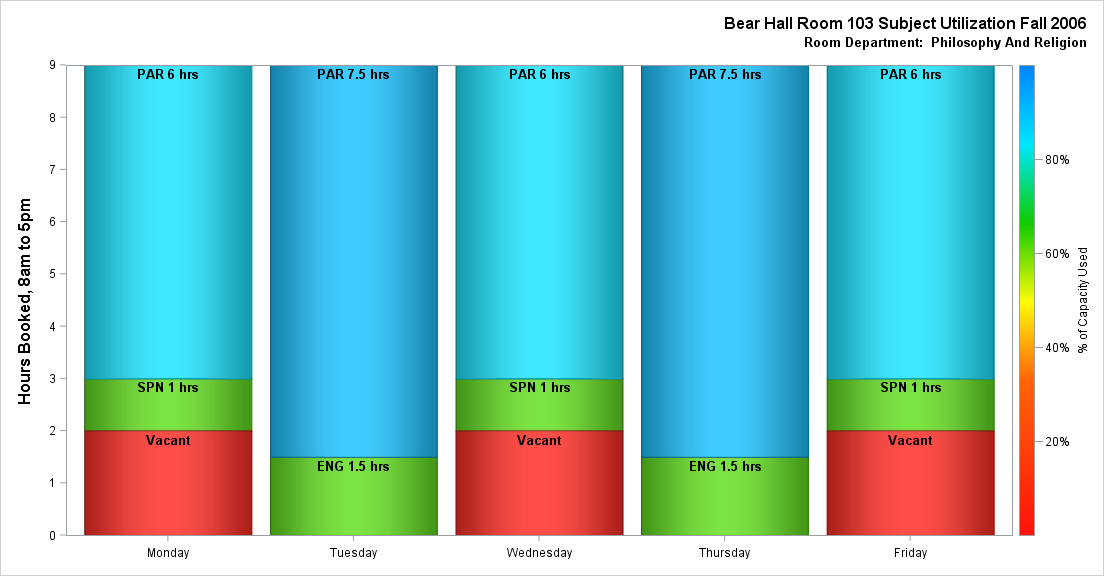 Bear Hall Room 103 Subject Utilization Fall 2006
Room Department:  Philosophy And Religion
Hours Booked, 8am to 5pm
9
8
7
6
5
4
3
2
1
0
PAR 6 hrs
SPN 1 hrs
Vacant
PAR 7.5 hrs
ENG 1.5 hrs
PAR 6 hrs
SPN 1 hrs
Vacant
PAR 7.5 hrs
ENG 1.5 hrs
PAR 6 hrs
SPN 1 hrs
Vacant
Monday
Tuesday
Wednesday
Thursday
Friday
80%
60%
40%
20%
% of Capacity Used